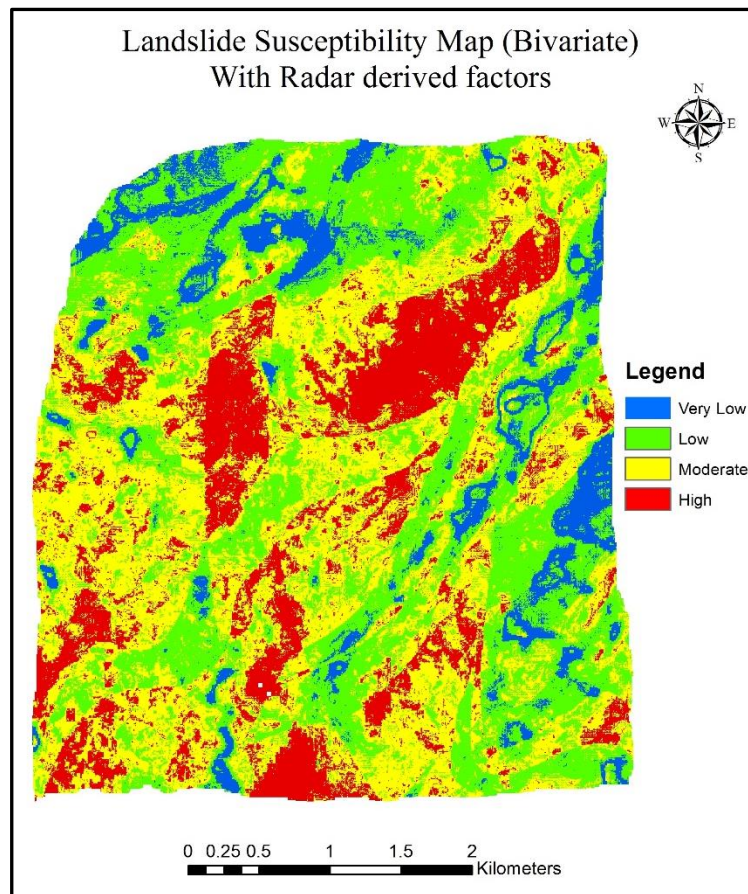 Landslide Susceptibility Map (Bivariate)
With Radar derived factors
N
W E
S
Legend
Very Low
Low
Moderate
High
0 0.25 0.5 1 1.5 2
Kilometers